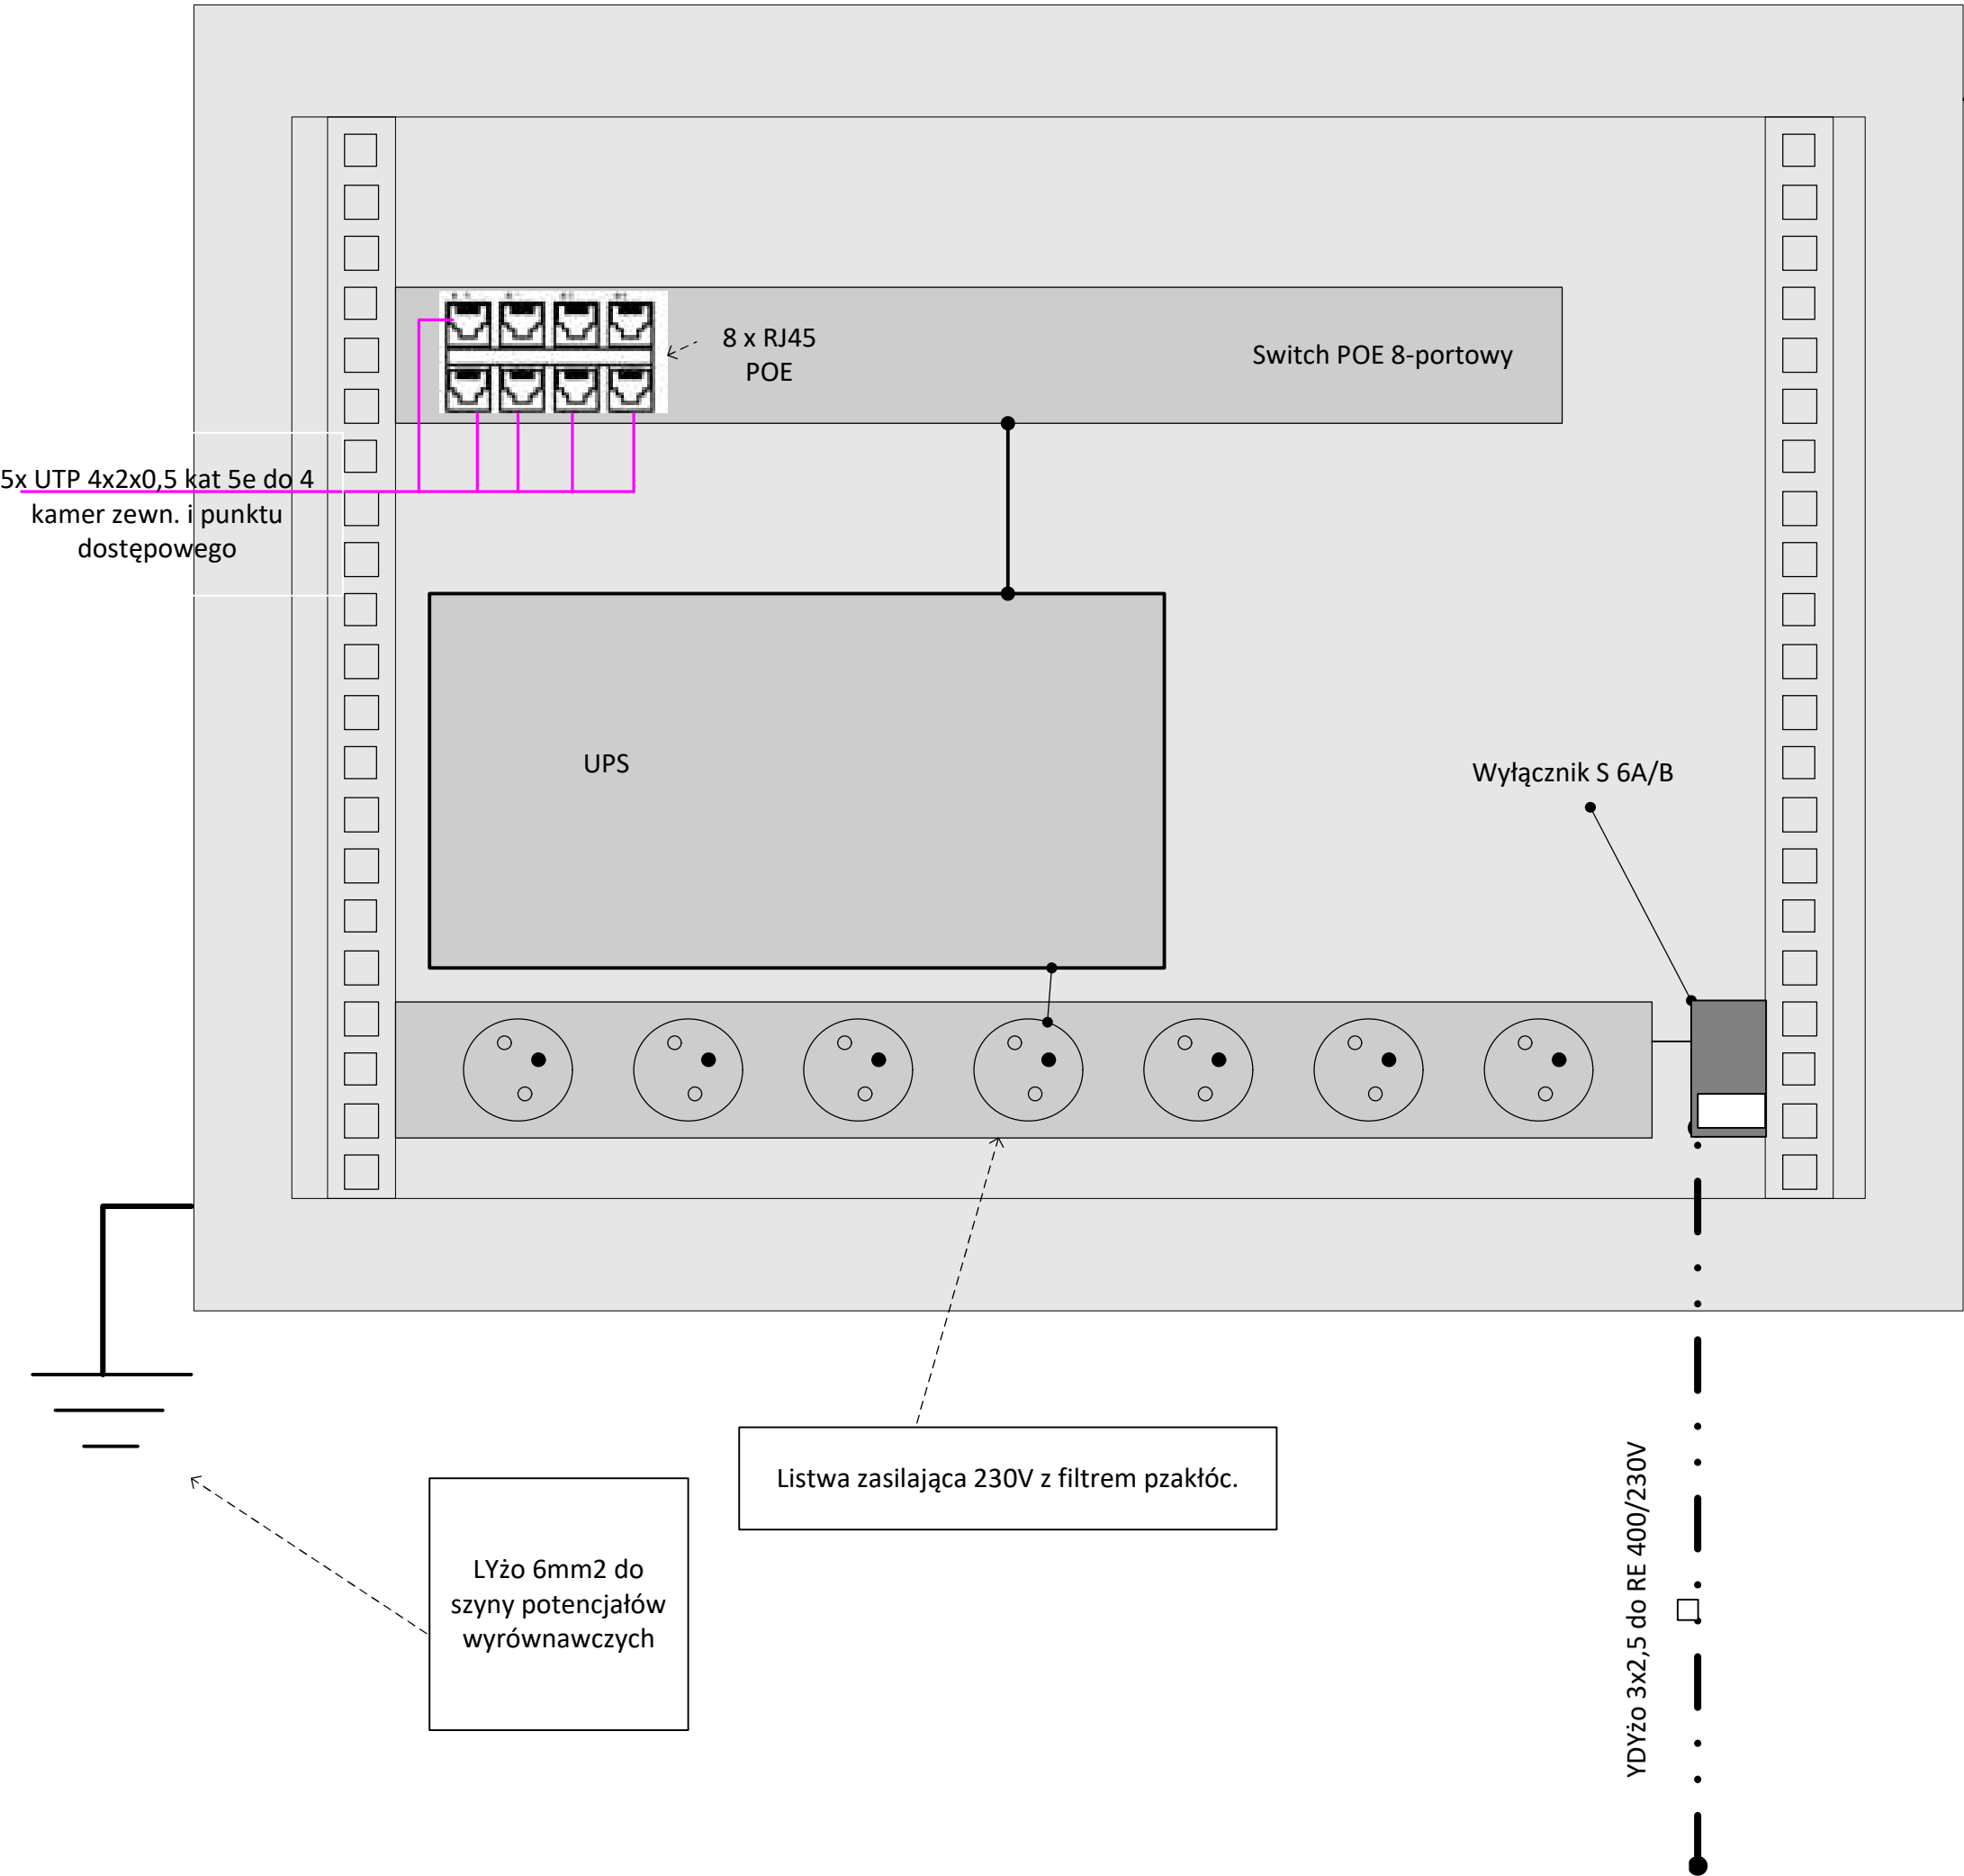 8 x RJ45
POE
Switch POE 8-portowy
5x UTP 4x2x0,5 kat 5e do 4
kamer zewn. i punktu
dostępowego
UPS
Wyłącznik S 6A/B
Listwa zasilająca 230V z filtrem pzakłóc.
LYżo 6mm2 do
szyny potencjałów
wyrównawczych
YDYżo 3x2,5 do RE 400/230V